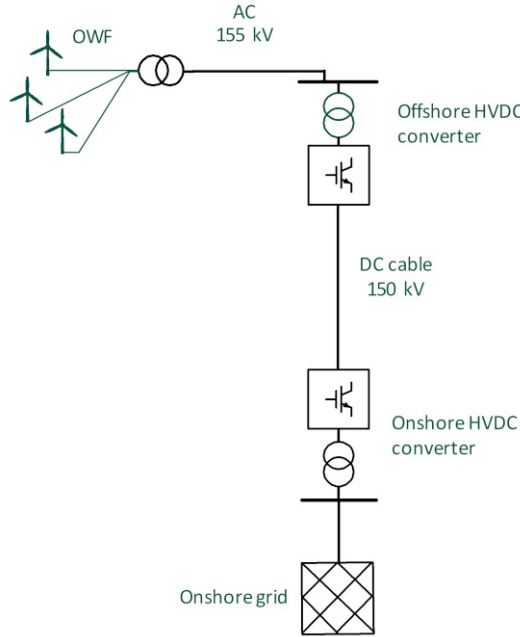 AC
155 kV
OWF
Offshore HVDC
converter
DC cable
150 kV
Onshore HVDC
converter
Onshore grid